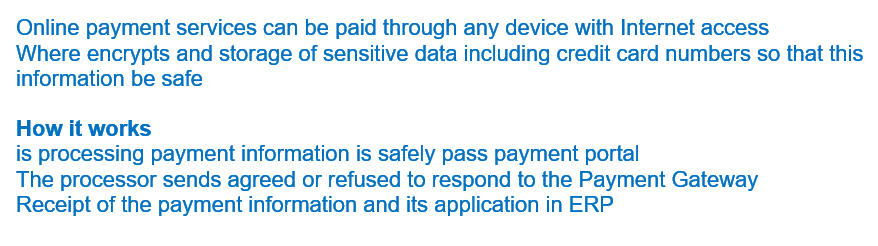 Online payment services can be paid through any device with Internet access
Where encrypts and storage of sensitive data including credit card numbers so that this
information be safe
How it works
is processing payment information is safely pass payment portal
The processor sends agreed or refused to respond to the Payment Gateway
Receipt of the payment information and its application in ERP